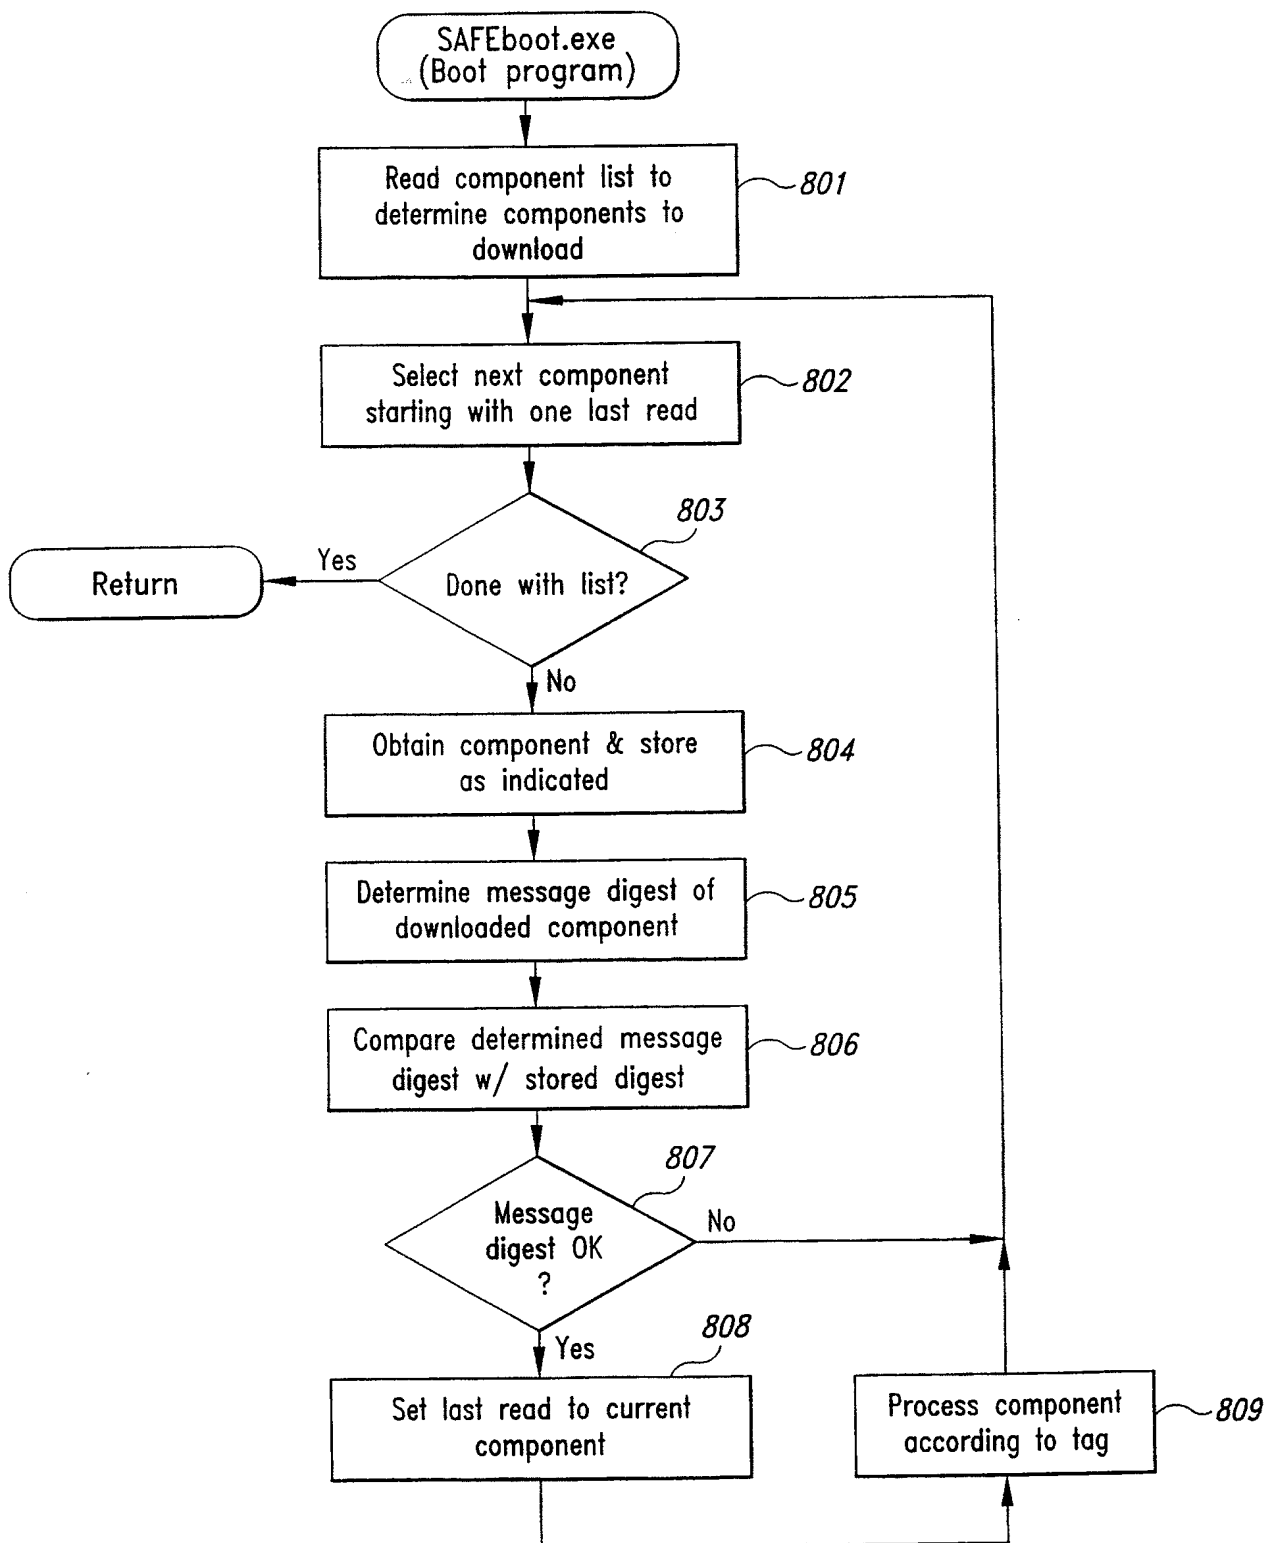 SAFEboot.exe
(Boot program)
Read component list to
determine components to
download
801
Select next component
starting with one last read
802
803
Yes
Return
Done with list?
No
Obtain component & store
as indicated
804
Determine message digest of
downloaded component
805
Compare determined message
digest w/ stored digest
806
807
Message
digest OK
?
No
Yes
808
Set last read to current
component
Process component
according to tag
809